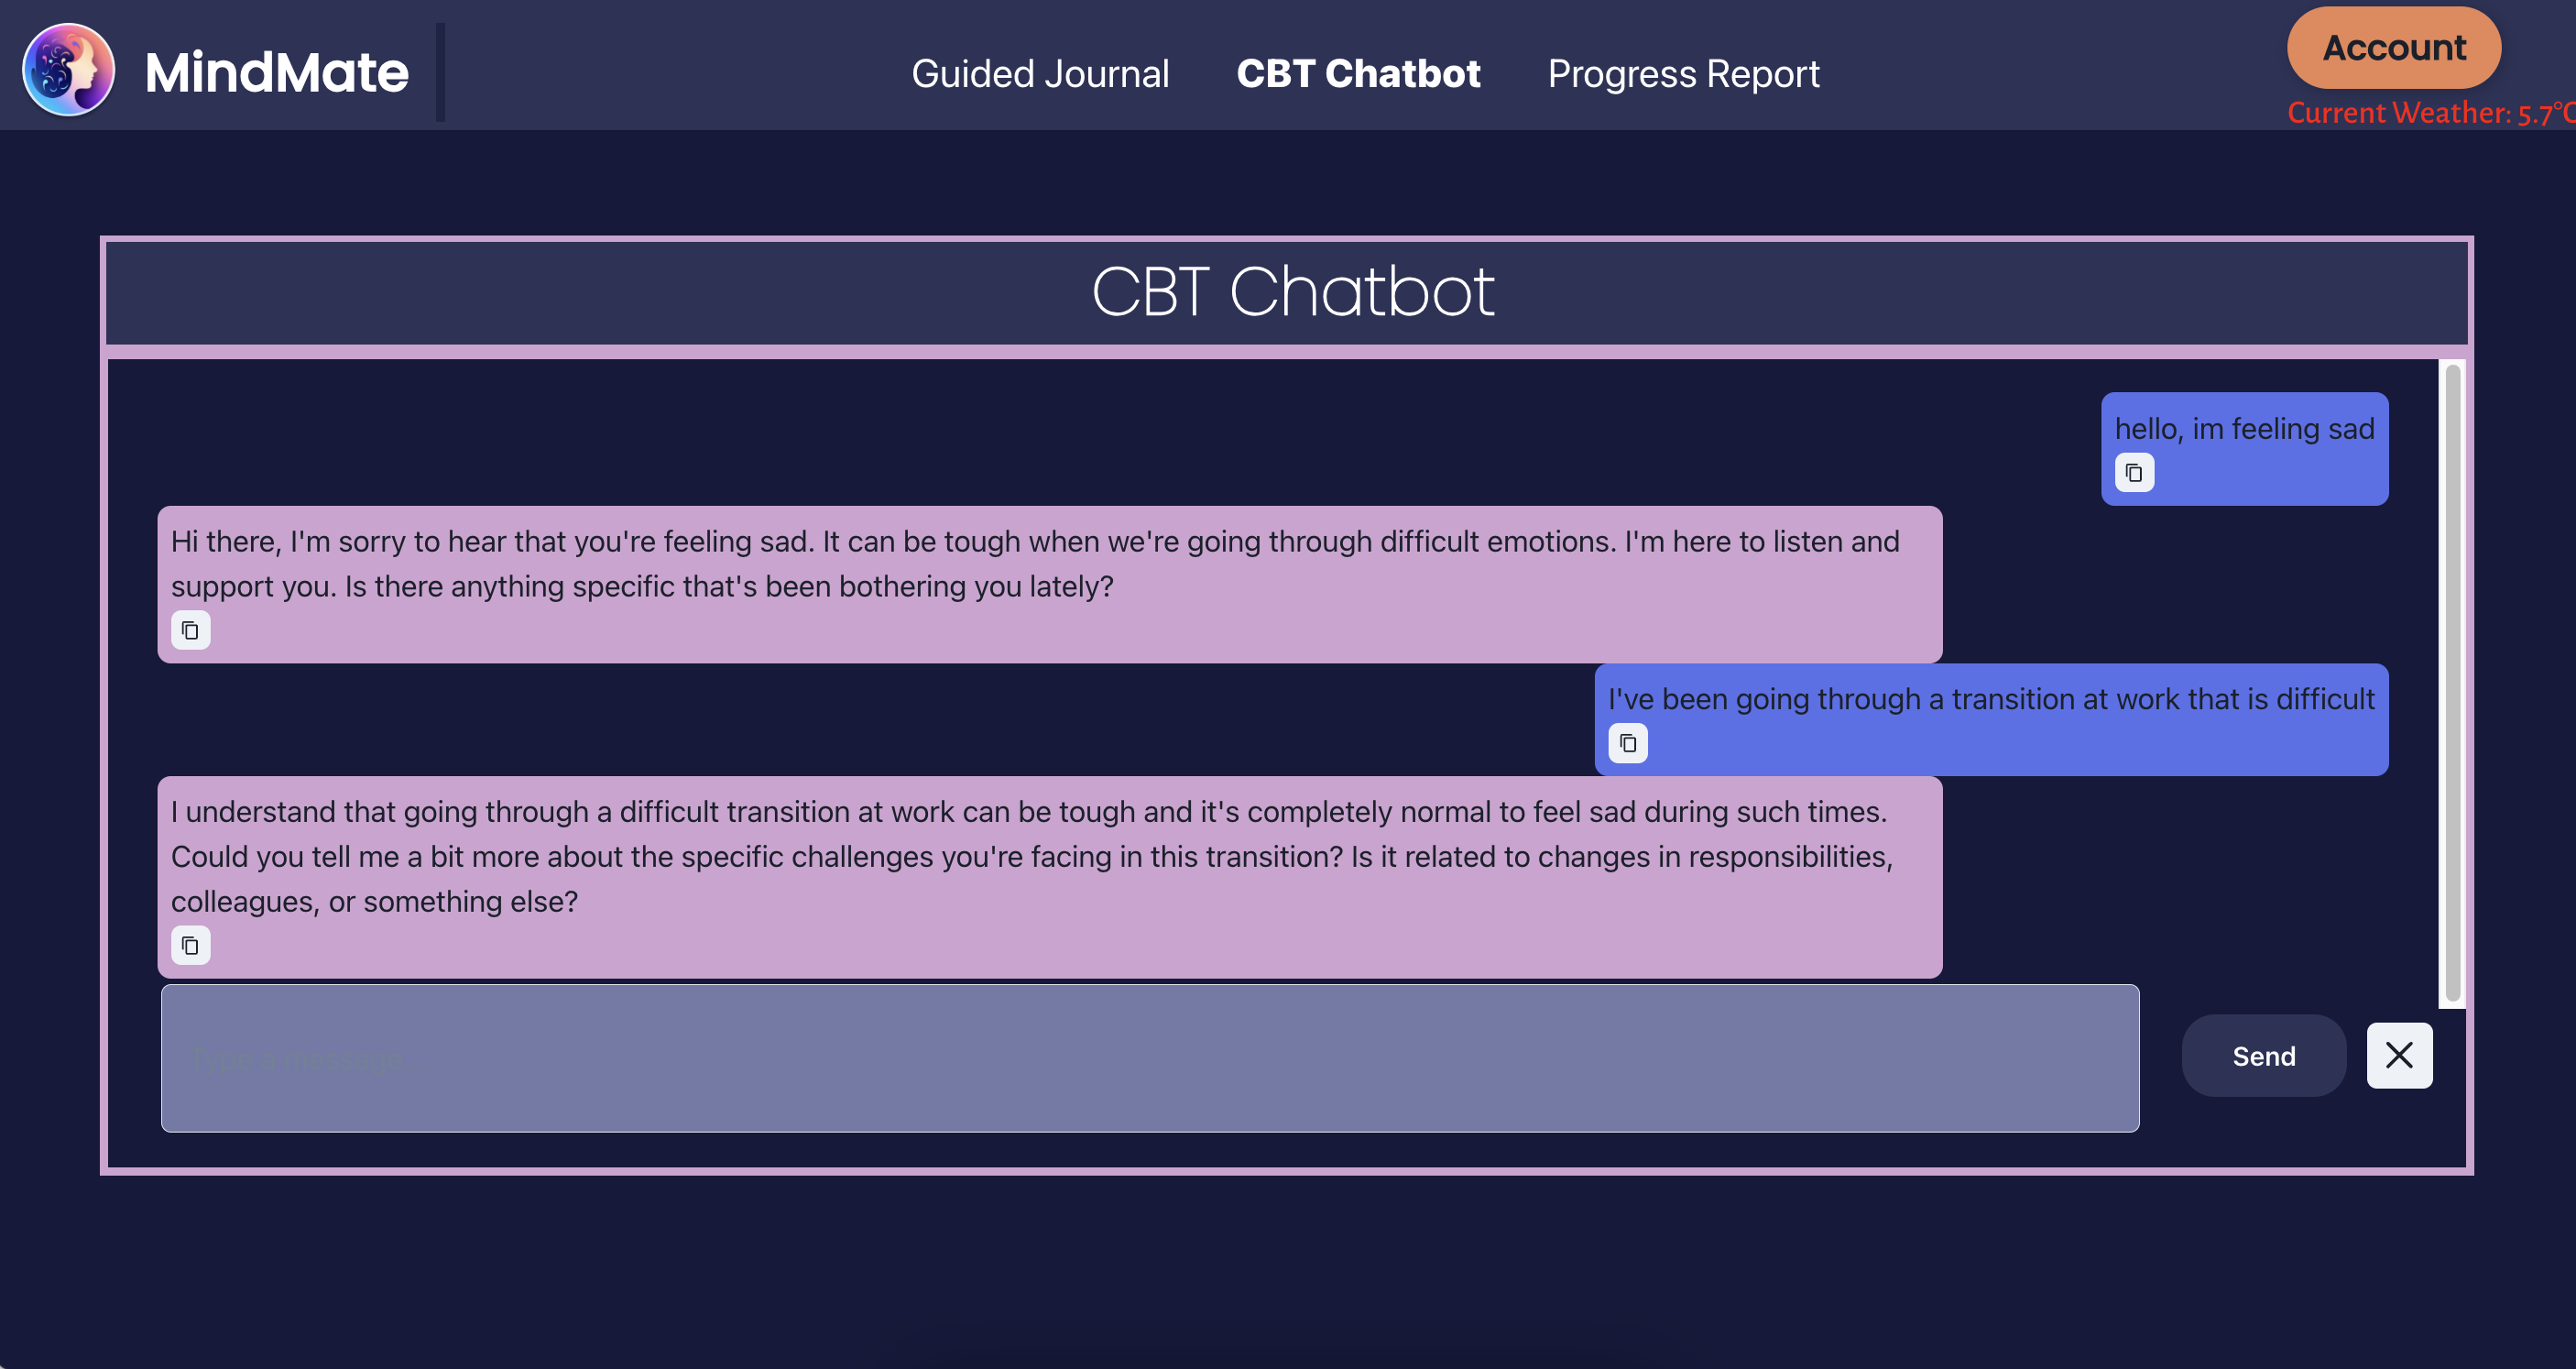 MindMate
Guided Journal
CBT Chatbot
Progress Report
Account
Current Weather: 5.7°C
CBT Chatbot
hello, im feeling sad
Hi there, I'm sorry to hear that you're feeling sad. It can be tough when we're going through difficult emotions. I'm here to listen and
support you. Is there anything specific that's been bothering you lately?
I've been going through a transition at work that is difficult
I understand that going through a difficult transition at work can be tough and it's completely normal to feel sad during such times.
Could you tell me a bit more about the specific challenges you're facing in this transition? Is it related to changes in responsibilities,
colleagues, or something else?
Type a message...
Send